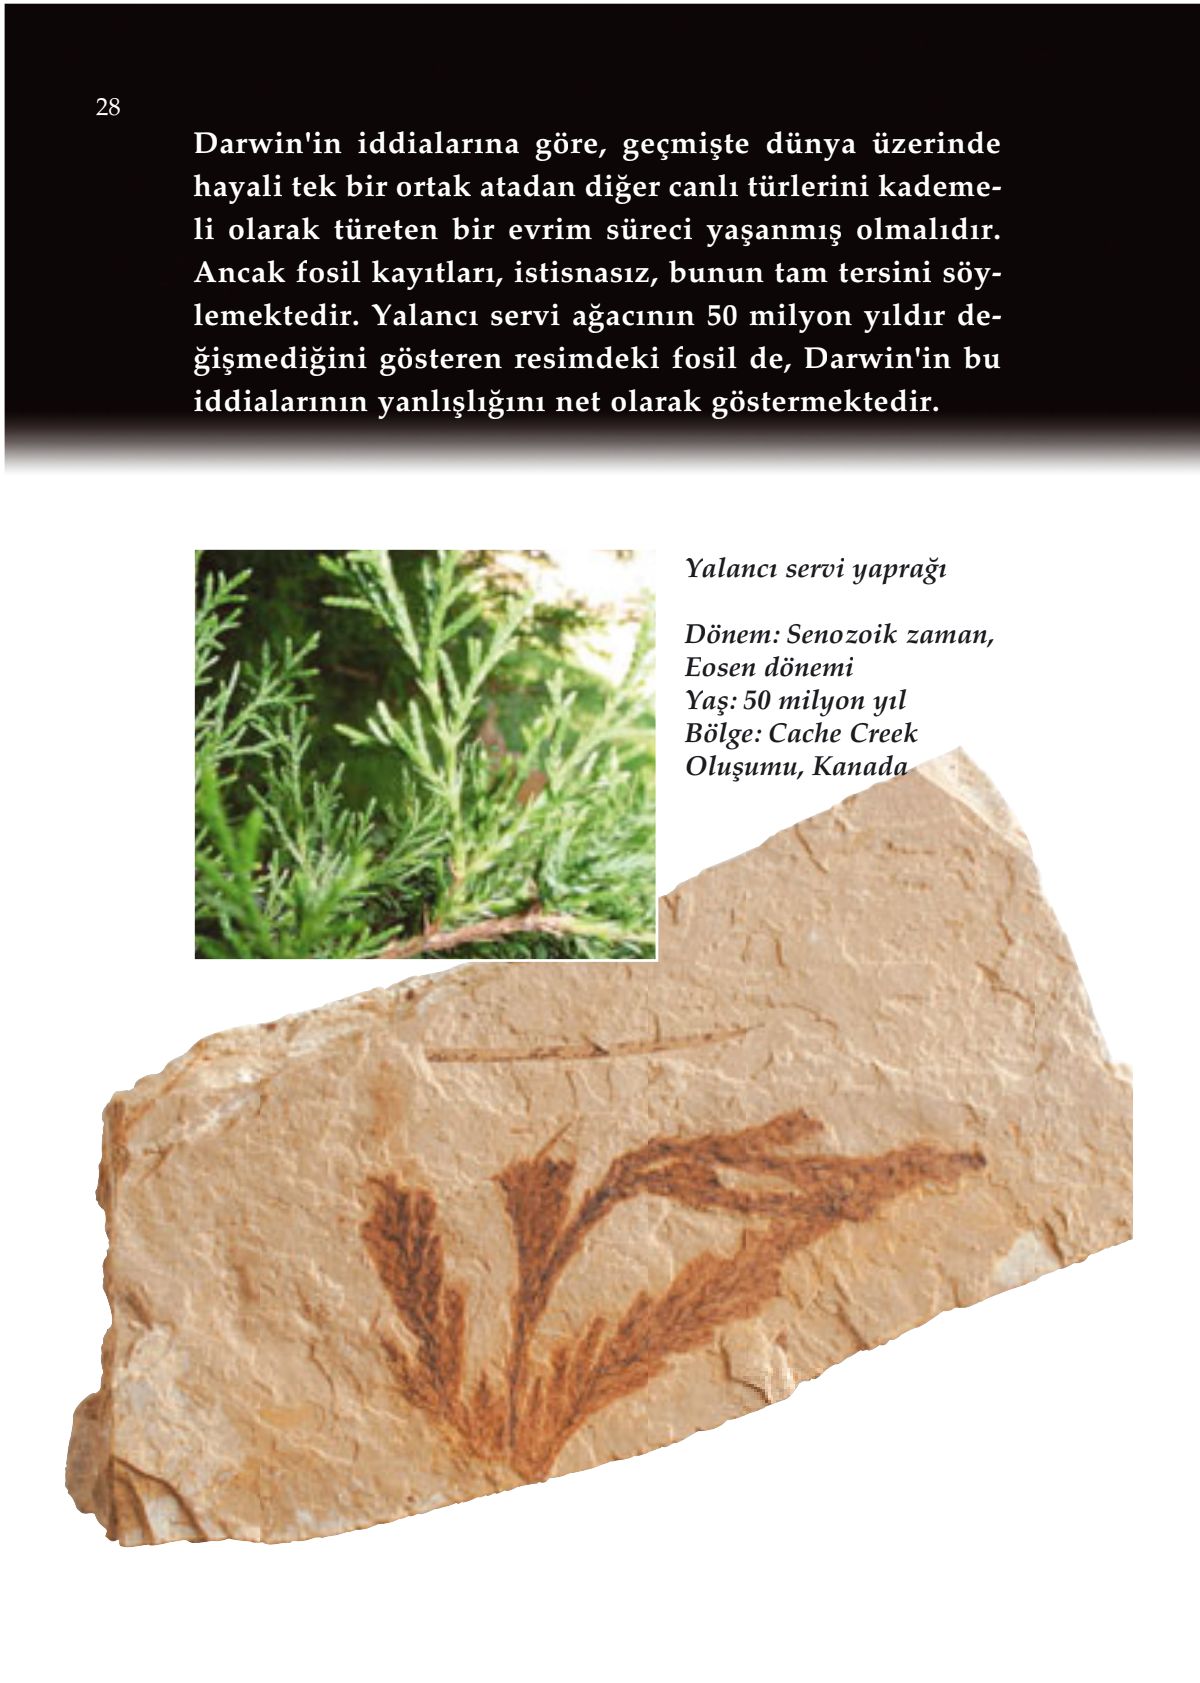 28
Darwin'in iddialarına göre, geçmişte dünya üzerinde
hayali tek bir ortak atadan diğer canlı türlerini kademe-
li olarak türeten bir evrim süreci yaşanmış olmalıdır.
Ancak fosil kayıtları, istisnasız, bunun tam tersini söy-
lemektedir. Yalancı servi ağacının 50 milyon yıldır de-
ğişmediğini gösteren resimdeki fosil de, Darwin'in bu
iddialarının yanlışlığını net olarak göstermektedir.
Yalancı servi yaprağı
Dönem: Senozoik zaman,
Eosen dönemi
Yaş: 50 milyon yıl
Bölge: Cache Creek
Oluşumu, Kanada